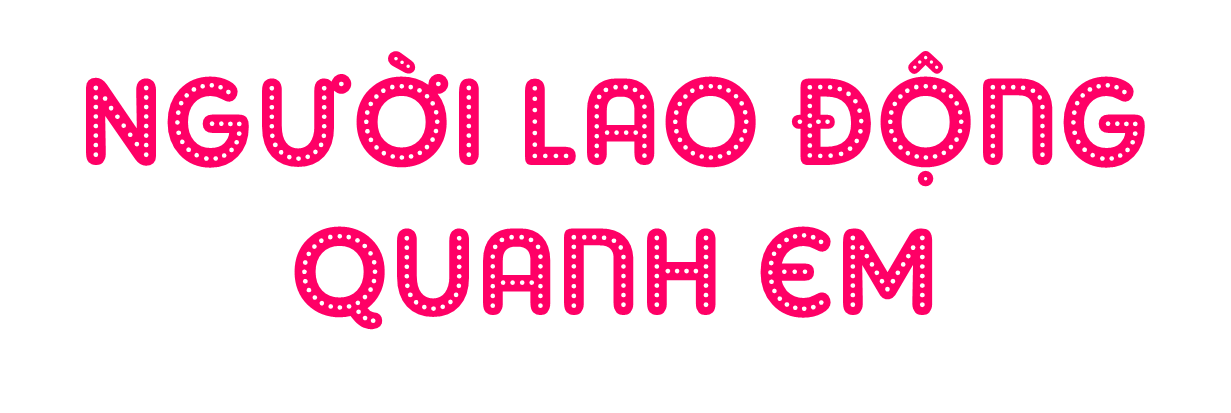 NGƯỜI LAO ĐỘNG
QUANH EM